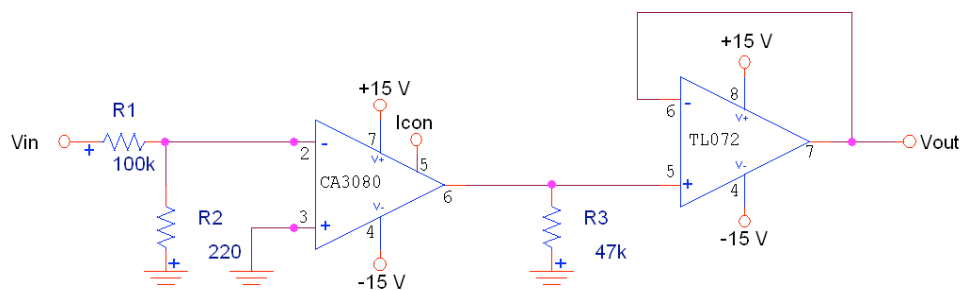 +15 V
+15 V
R1
Icon
8
6
-
V+
Vin
+
100k
7
V+
TL072
7
Vout
2
-
5
CA3080
6
5
+
V-
4
3
+
V-
4
R2
220
+
R3
47k
+
-15 V
-15 V